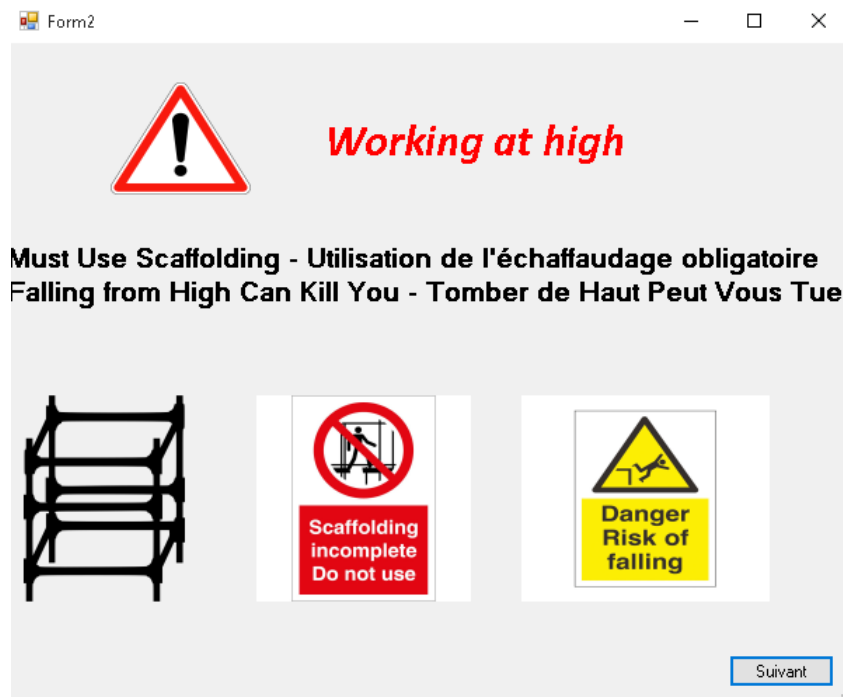 Form2
Working at high
Must Use Scaffolding - Utilisation de l'échaffaudage obligatoire
Falling from High Can Kill You - Tomber de Haut Peut Vous Tue
Scaffolding
incomplete
Do not use
Danger
Risk of
falling
Suivant